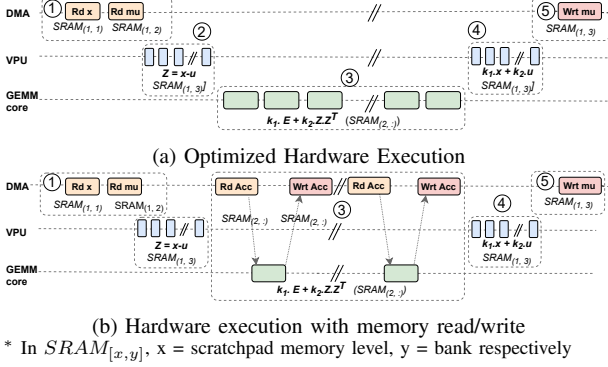 ① Rd x Rd mu ⑤ Wrt mu
DMA
SRAM(1, 1) SRAM(1, 2) SRAM(1, 3)
② ④
VPU
Z = x-u k1.x + k2.u
SRAM(1, 3)] SRAM(1, 3)]
③
GEMM
core
k1. E + k2.Z.Z^T (SRAM(2, :))
(a) Optimized Hardware Execution
① ⑤
DMA Rd x Rd mu Rd Acc Wrt Acc Rd Acc Wrt Acc Wrt mu
SRAM(1, 1) SRAM(1, 2) SRAM(1, 3)
SRAM(2, :) SRAM(2, :) ③ ④
VPU
Z = x-u k1.x + k2.u
SRAM(1, 3) SRAM(1, 3)
GEMM
core
k1. E + k2.Z.Z^T (SRAM(2, :))
(b) Hardware execution with memory read/write
* In SRAM[x,y], x = scratchpad memory level, y = bank respectively